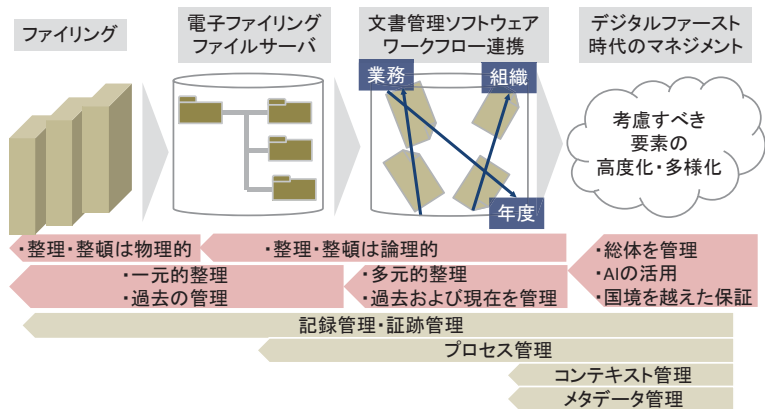 ファイリング
電子ファイリング
ファイルサーバ
文書管理ソフトウェア
ワークフロー連携
デジタルファースト
時代のマネジメント
業務
組織
年度
考慮すべき
要素の
高度化・多様化
・整理・整頓は物理的
・整理・整頓は論理的
・一元的整理
・過去の管理
・多元的整理
・過去および現在を管理
・総体を管理
・AIの活用
・国境を越えた保証
記録管理・証跡管理
プロセス管理
コンテキスト管理
メタデータ管理